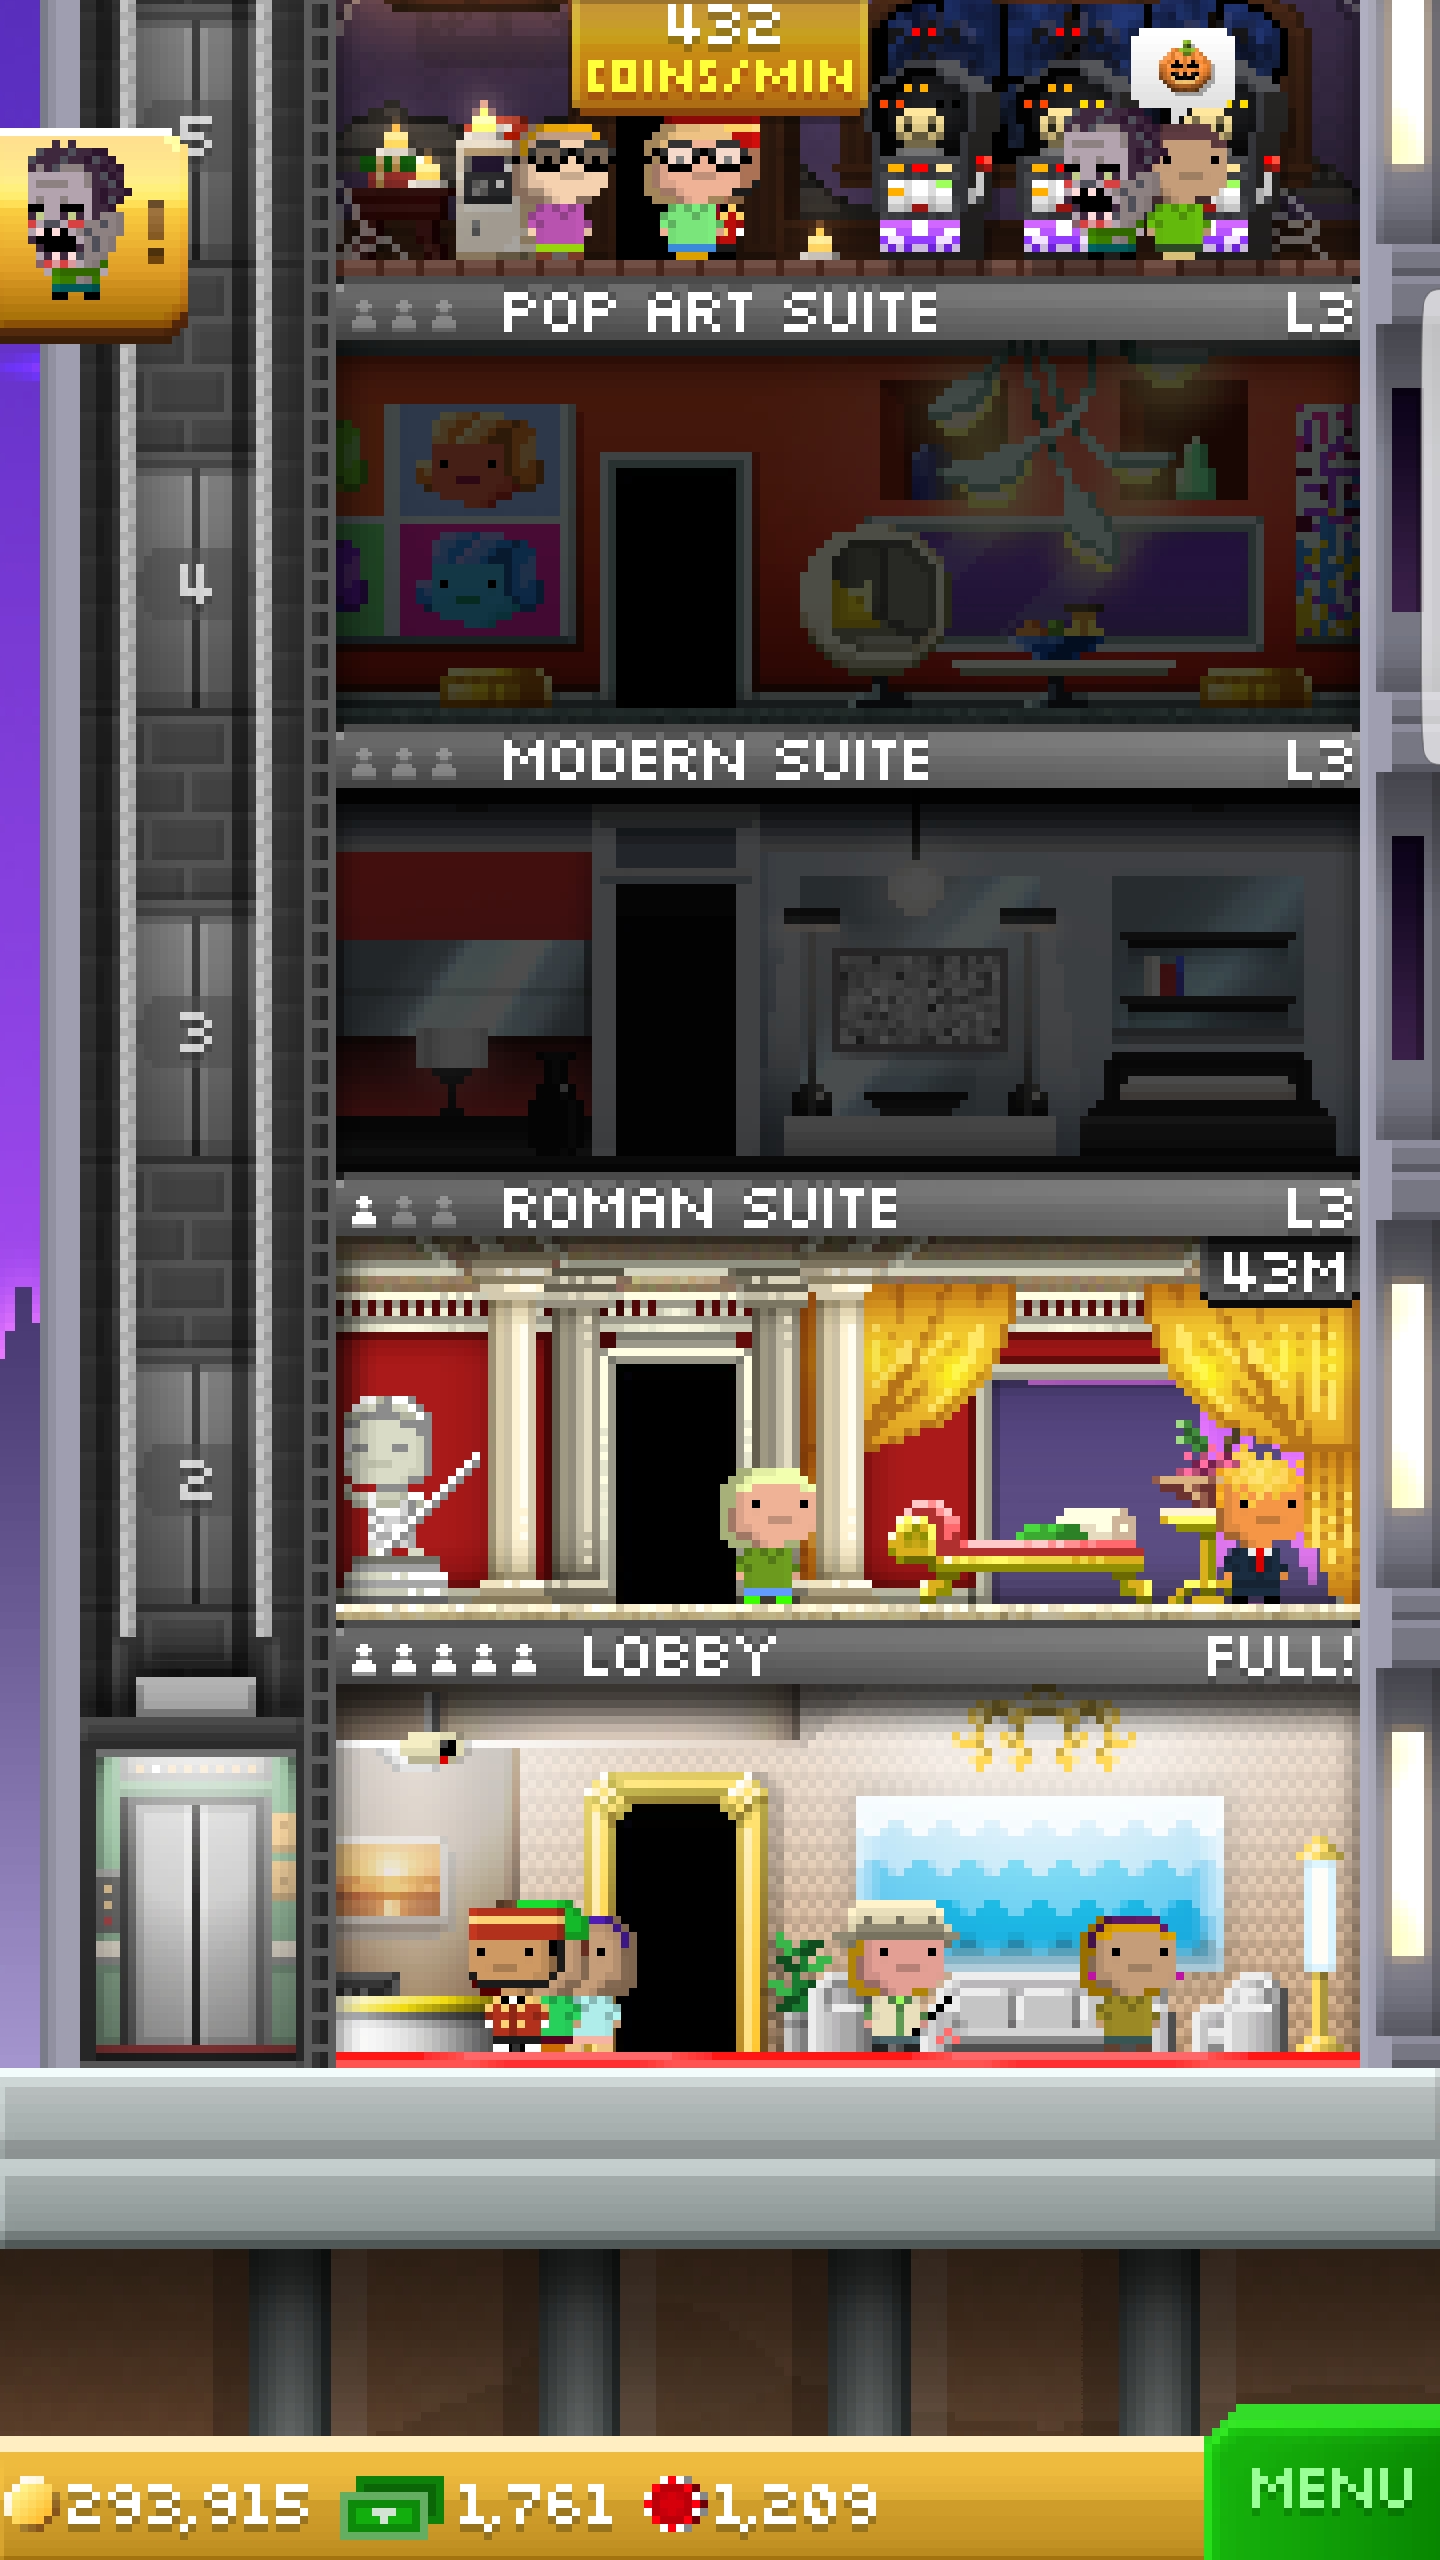 432
COINS/MIN
5
!
POP ART SUITE L3
4
MODERN SUITE L3
3
ROMAN SUITE L3
43M
2
LOBBY FULL!
293,915 1,761 1,209
MENU